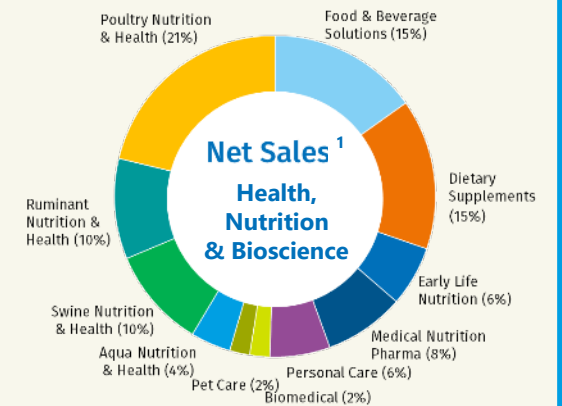 Poultry Nutrition
& Health (21%)
Food & Beverage
Solutions (15%)
Net Sales 1
Health,
Nutrition
& Bioscience
Dietary
Supplements
(15%)
Ruminant
Nutrition &
Health (10%)
Early Life
Nutrition (6%)
Swine Nutrition
& Health (10%)
Medical Nutrition
Pharma (8%)
Aqua Nutrition
& Health (4%)
Personal Care (6%)
Pet Care (2%)
Biomedical (2%)